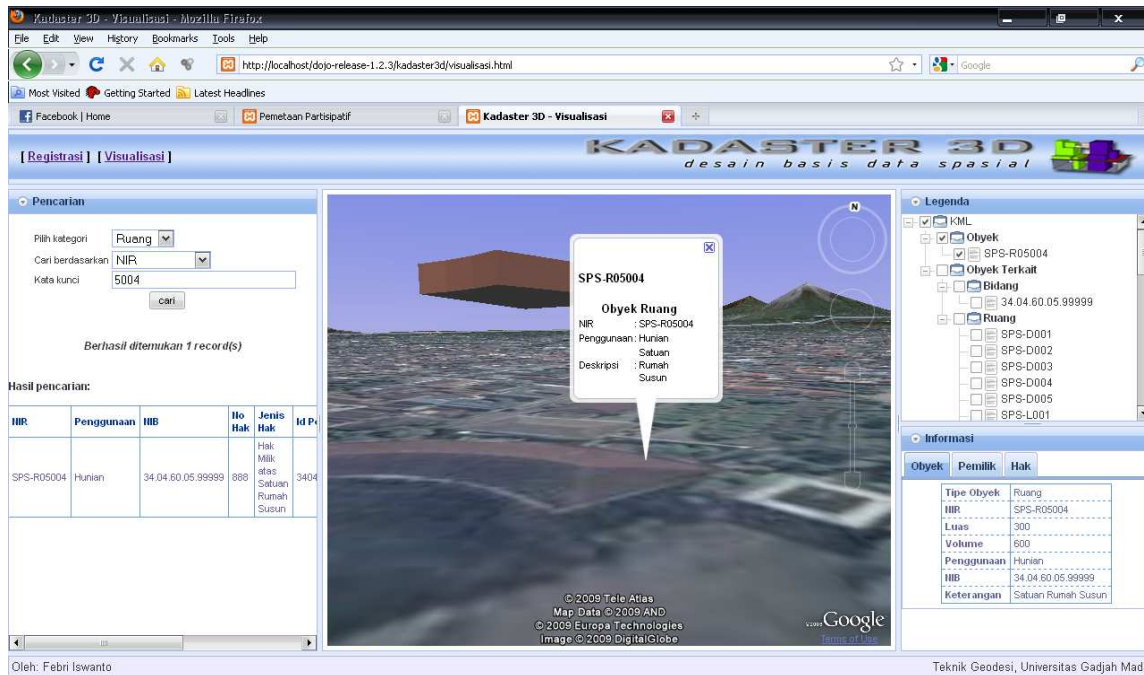 Kadaster 3D - Visualisasi - Mozilla Firefox
File Edit View History Bookmarks Tools Help
http://localhost/dojo-release-1.2.3/kadaster3d/visualisasi.html
Google
Most Visited Getting Started Latest Headlines
Facebook | Home
Pemetaan Partisipatif
Kadaster 3D - Visualisasi
[ Registrasi ] [ Visualisasi ]
KADASTER 3D
desain basis data spasial
Pencarian
Pilih kategori Ruang
Cari berdasarkan NIR
Kata kunci 5004
cari
Berhasil ditemukan 1 record(s)
Hasil pencarian:
NIR Penggunaan NIB No Hak Jenis Hak Id
SPS-R05004 Hunian 34.04.60.05.99999 888 Hak Milik atas Satuan Rumah Susun 3404
N
SPS-R05004
Obyek Ruang
NIR : SPS-R05004
Penggunaan : Hunian
Satuan
Deskripsi : Rumah
Susun
© 2009 Tele Atlas
Map Data © 2009 AND
© 2009 Europa Technologies
Image © 2009 DigitalGlobe
Google
Terms of Use
Legenda
KML
Obyek
SPS-R05004
Obyek Terkait
Bidang
34.04.60.05.99999
Ruang
SPS-D001
SPS-D002
SPS-D003
SPS-D004
SPS-D005
SPS-L001
Informasi
Obyek Pemilik Hak
Tipe Obyek Ruang
NIR SPS-R05004
Luas 300
Volume 600
Penggunaan Hunian
NIB 34.04.60.05.99999
Keterangan Satuan Rumah Susun
Oleh: Febri Iswanto
Teknik Geodesi, Universitas Gadjah Mad